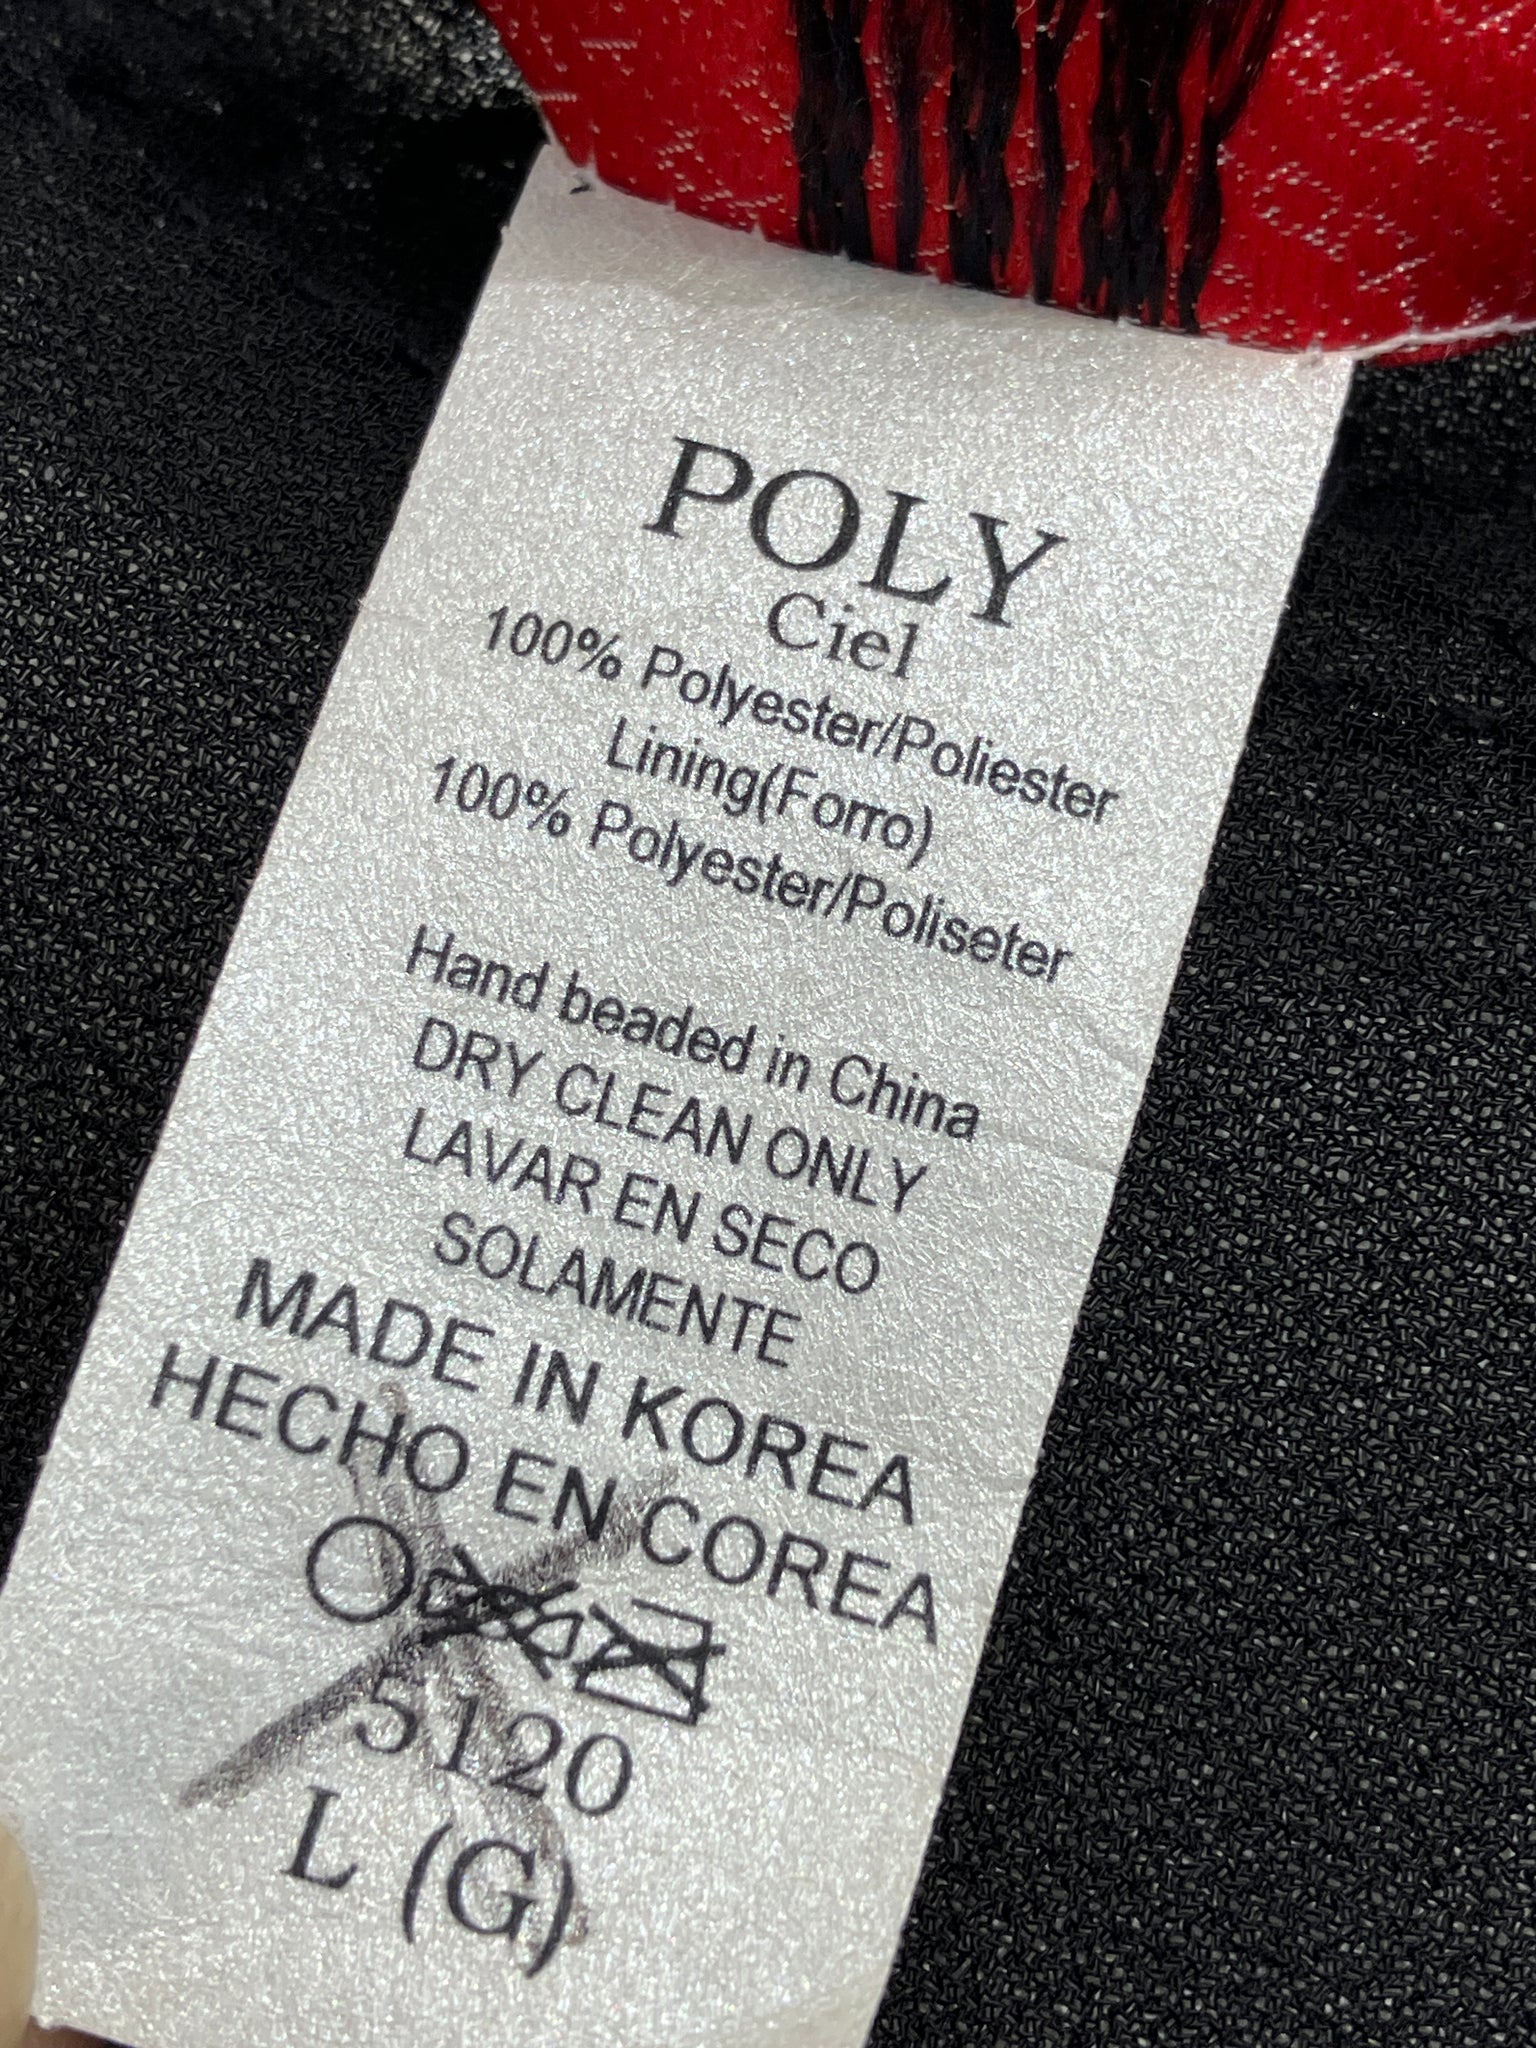 POLY
Ciel
100% Polyester/Poliester
Lining(Forro)
100% Polyester/Poliseter
Hand beaded in China
DRY CLEAN ONLY
LAVAR EN SECO
SOLAMENTE
MADE IN KOREA
HECHO EN COREA
5120
L (G)